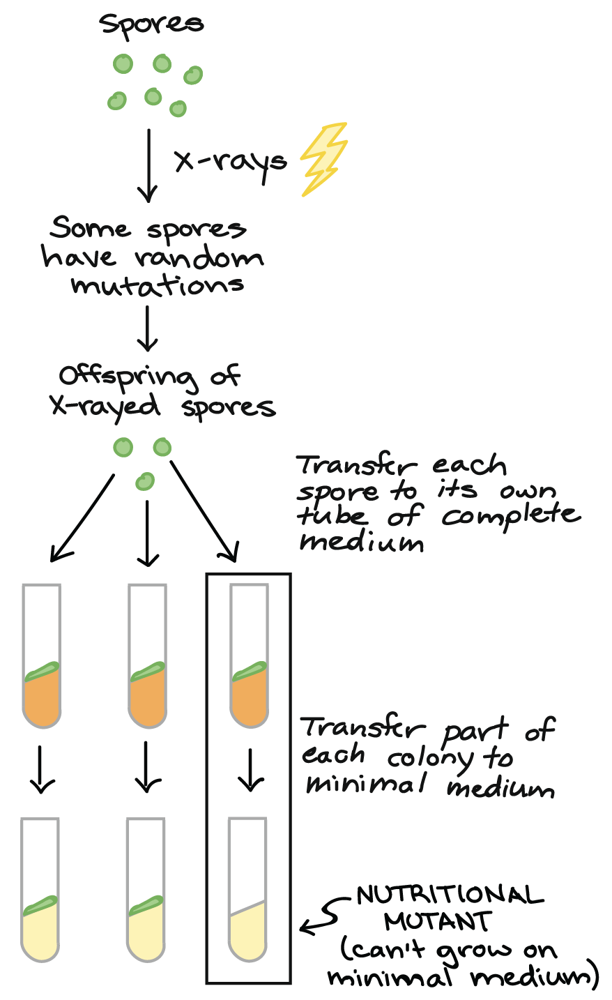 Spores
X-rays
Some spores
have random
mutations
Offspring of
X-rayed spores
Transfer each
spore to its own
tube of complete
medium
Transfer part of
each colony to
minimal medium
NUTRITIONAL
MUTANT
(can't grow on
minimal medium)